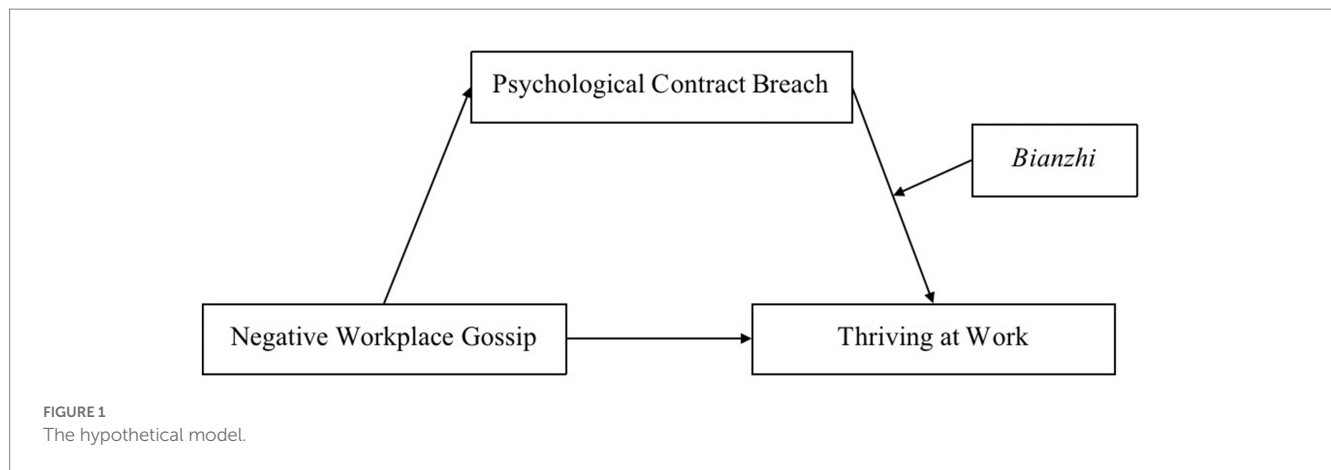 Psychological Contract Breach
Bianzhi
Negative Workplace Gossip
Thriving at Work
FIGURE 1
The hypothetical model.